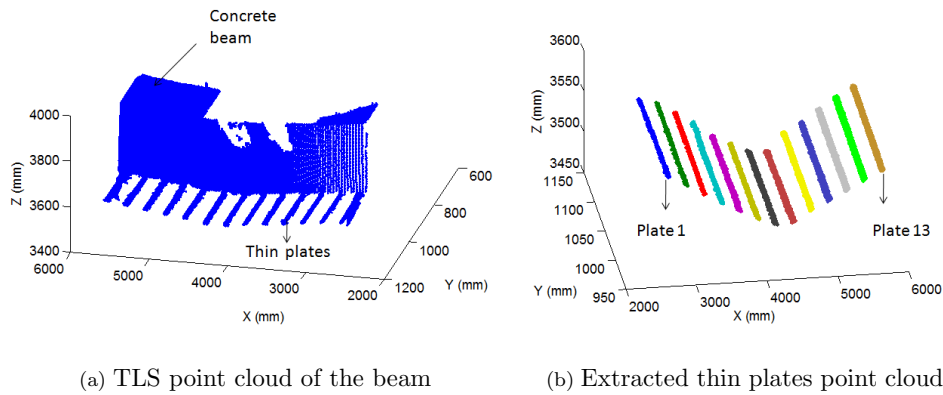 Concrete
beam
4000
3800
3600
3400
Z (mm)
6000
5000
4000
3000
2000
X (mm)
600
800
1000
1200
Y (mm)
Thin plates
(a) TLS point cloud of the beam
3600
3550
3500
3450
Z (mm)
1150
1100
1050
1000
950
Y (mm)
2000
3000
4000
5000
6000
X (mm)
Plate 1
Plate 13
(b) Extracted thin plates point cloud